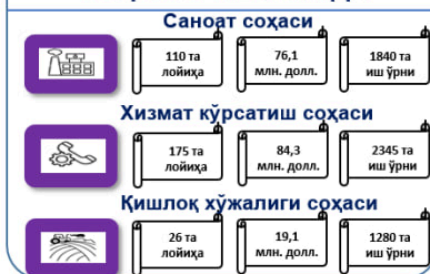 Саноат соҳаси
110 та
лойиҳа
76,1
млн. долл.
1840 та
иш ўрни
Хизмат кўрсатиш соҳаси
175 та
лойиҳа
84,3
млн. долл.
2345 та
иш ўрни
Қишлоқ хўжалиги соҳаси
26 та
лойиҳа
19,1
млн. долл.
1280 та
иш ўрни